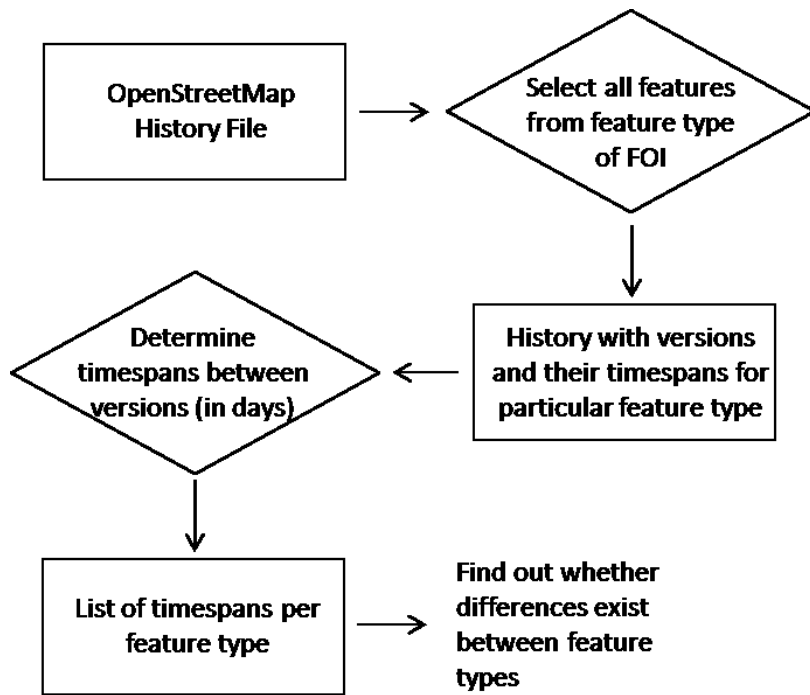 OpenStreetMap
History File
Select all features
from feature type
of FOI
History with versions
and their timespans for
particular feature type
Determine
timespans between
versions (in days)
List of timespans per
feature type
Find out whether
differences exist
between feature
types